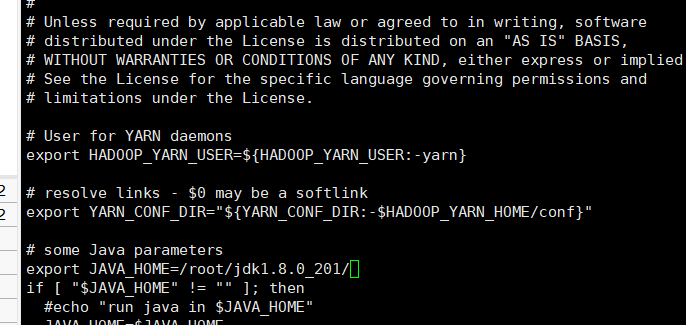 #
# Unless required by applicable law or agreed to in writing, software
# distributed under the License is distributed on an "AS IS" BASIS,
# WITHOUT WARRANTIES OR CONDITIONS OF ANY KIND, either express or implied
# See the License for the specific language governing permissions and
# limitations under the License.
# User for YARN daemons
export HADOOP_YARN_USER=${HADOOP_YARN_USER:-yarn}
2
# resolve links - $0 may be a softlink
2
export YARN_CONF_DIR="${YARN_CONF_DIR:-$HADOOP_YARN_HOME/conf}"
# some Java parameters
export JAVA_HOME=/root/jdk1.8.0_201/
if [ "$JAVA_HOME" != "" ]; then
#echo "run java in $JAVA_HOME"
JAVA_HOME=$JAVA_HOME